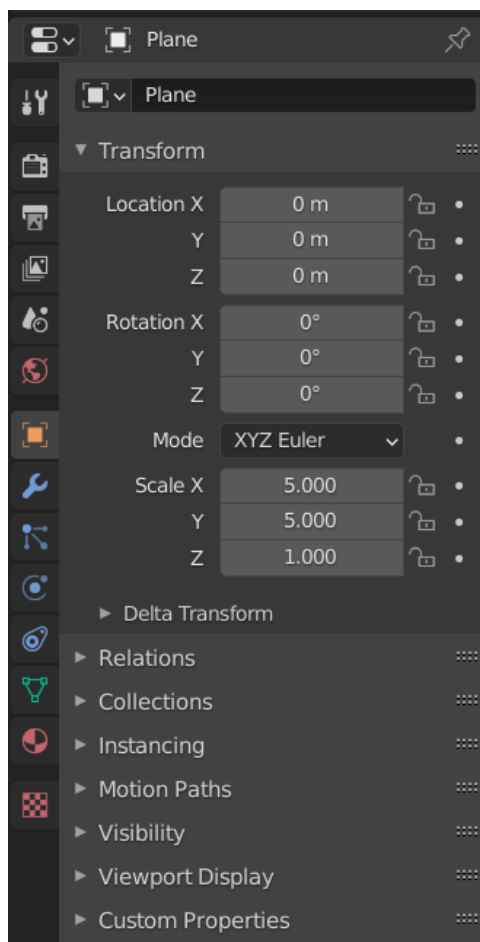 Plane
Plane
Transform
Location X 0 m
Y 0 m
Z 0 m
Rotation X 0°
Y 0°
Z 0°
Mode XYZ Euler
Scale X 5.000
Y 5.000
Z 1.000
Delta Transform
Relations
Collections
Instancing
Motion Paths
Visibility
Viewport Display
Custom Properties